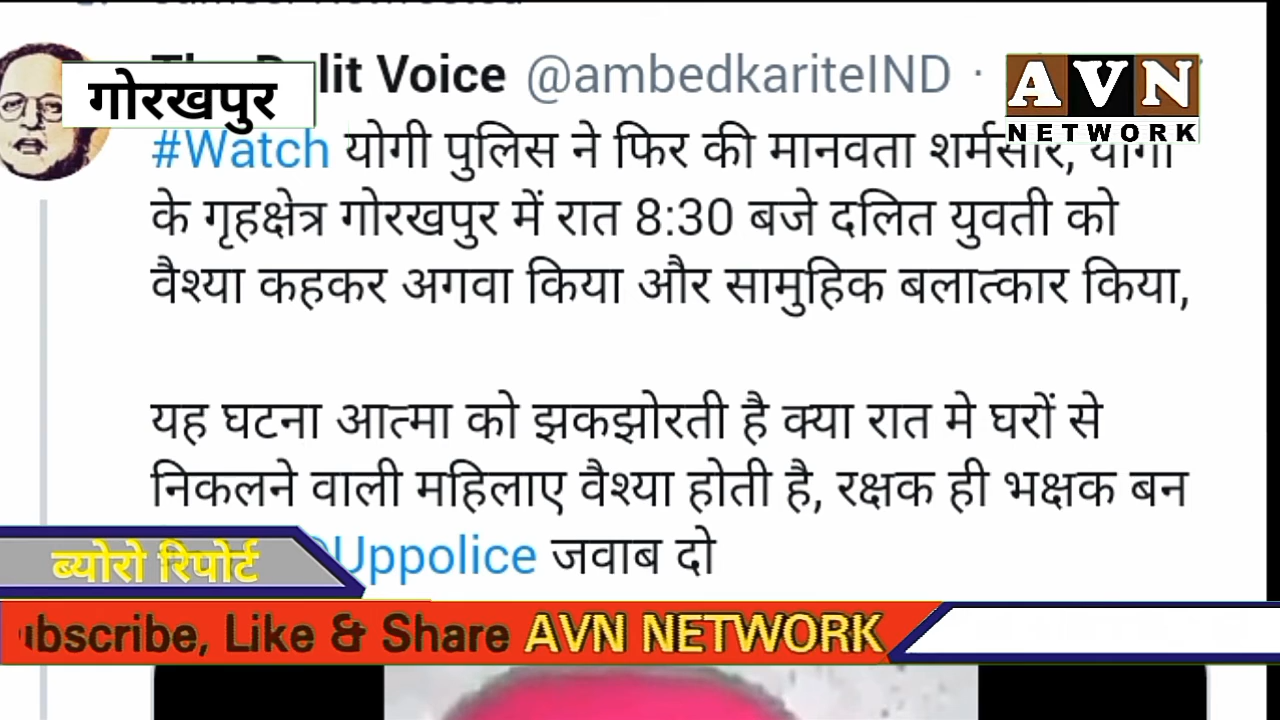 गोरखपुर
lit Voice @ambedkariteIND ·
AVN
NETWORK
#Watch योगी पुलिस ने फिर की मानवता शर्मसार, योगी
के गृहक्षेत्र गोरखपुर में रात 8:30 बजे दलित युवती को
वैश्या कहकर अगवा किया और सामुहिक बलात्कार किया,
यह घटना आत्मा को झकझोरती है क्या रात मे घरों से
निकलने वाली महिलाए वैश्या होती है, रक्षक ही भक्षक बन
Uppolice जवाब दो
ब्योरो रिपोर्ट
ubscribe, Like & Share AVN NETWORK